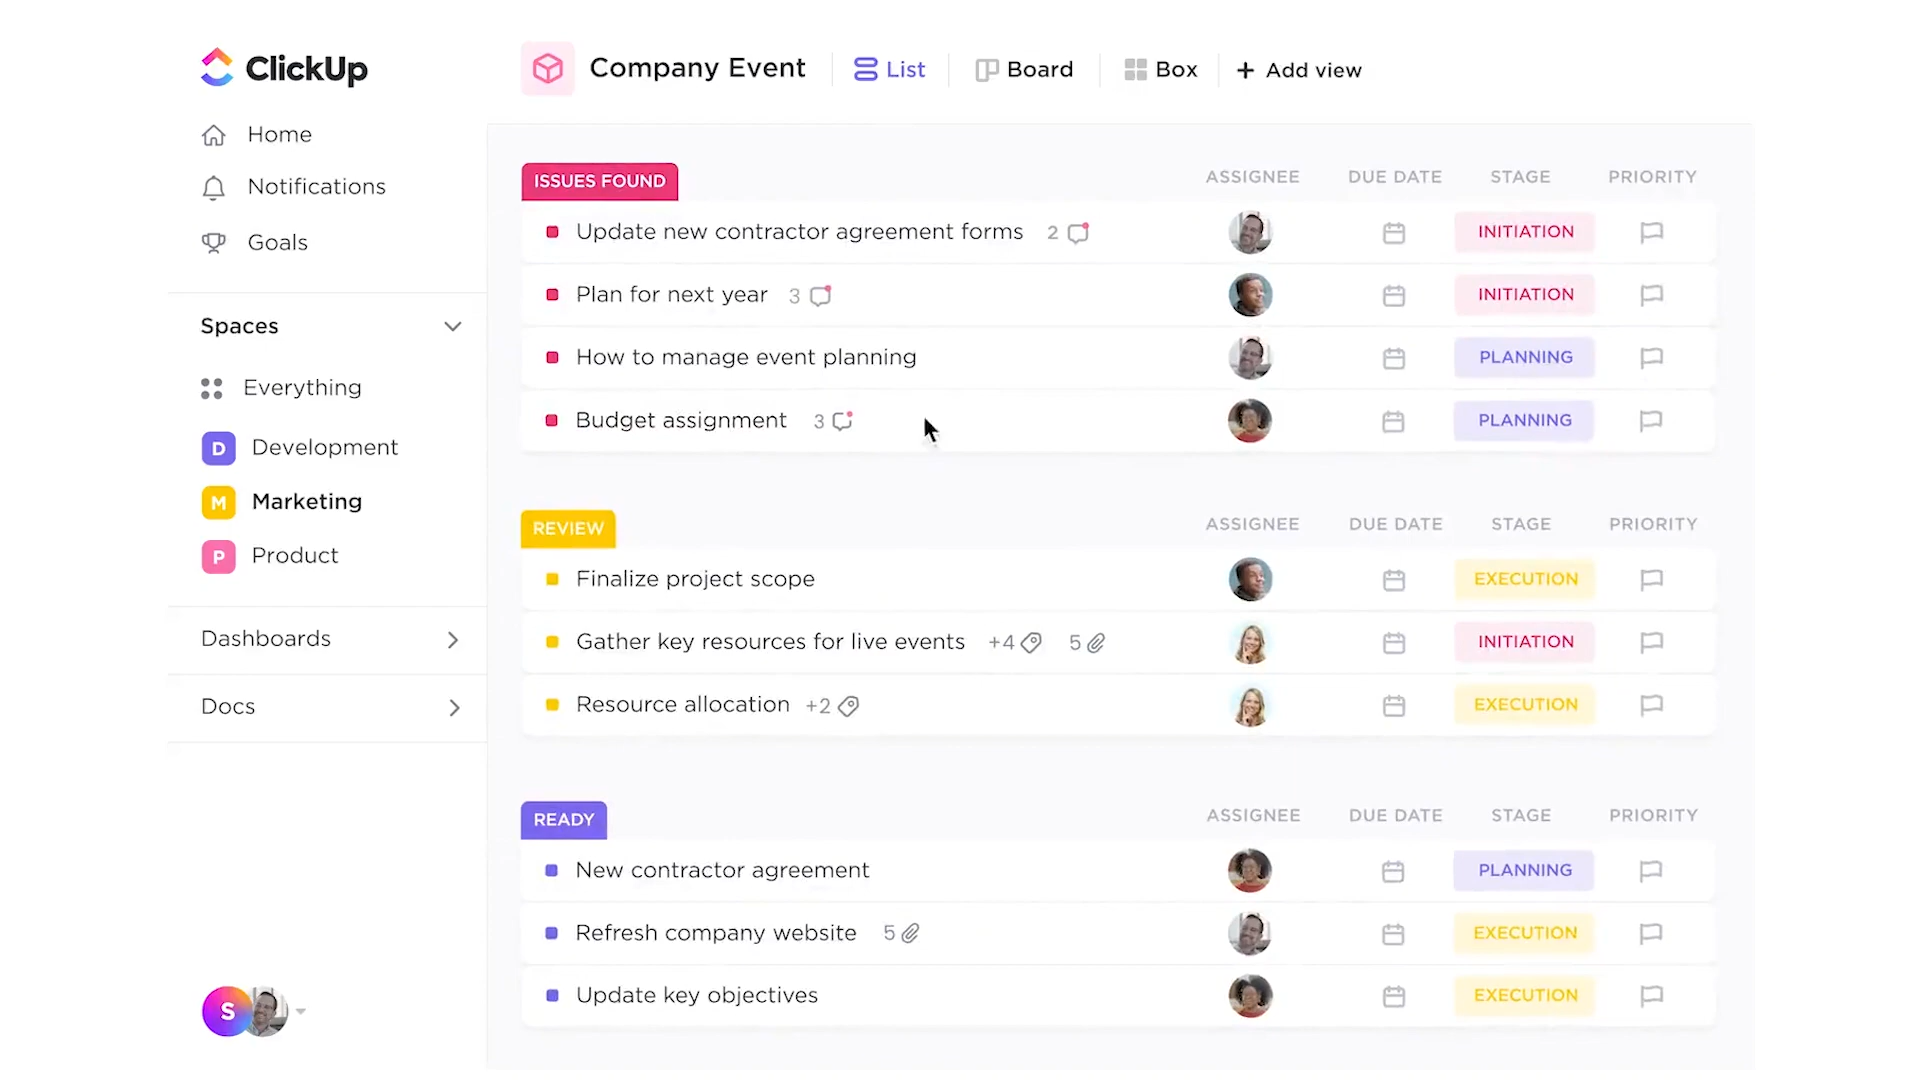 ClickUp
Home
Notifications
Goals
Spaces
Everything
D Development
M Marketing
P Product
Dashboards
Docs
S
Company Event List Board Box + Add view
ISSUES FOUND ASSIGNEE DUE DATE STAGE PRIORITY
Update new contractor agreement forms 2 INITIATION
Plan for next year 3 INITIATION
How to manage event planning PLANNING
Budget assignment 3 PLANNING
REVIEW ASSIGNEE DUE DATE STAGE PRIORITY
Finalize project scope EXECUTION
Gather key resources for live events +4 5 INITIATION
Resource allocation +2 EXECUTION
READY ASSIGNEE DUE DATE STAGE PRIORITY
New contractor agreement PLANNING
Refresh company website 5 EXECUTION
Update key objectives EXECUTION